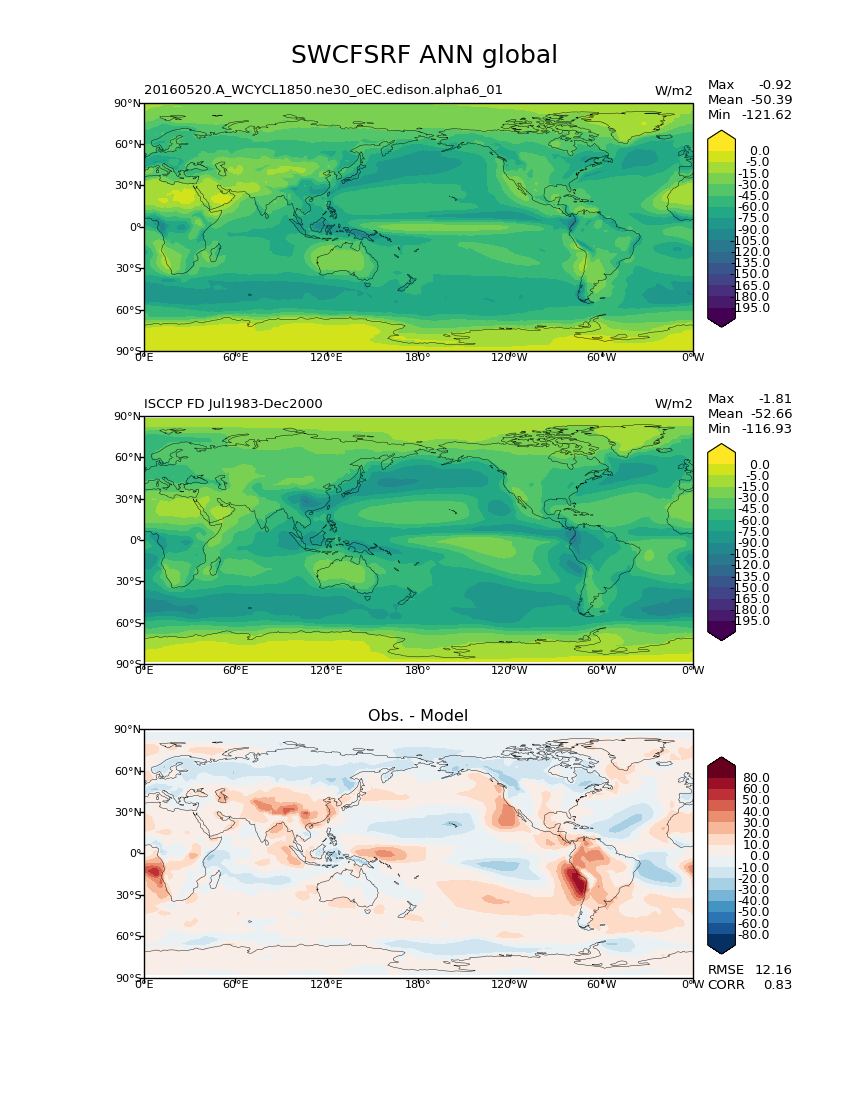 SWCFSRF ANN global
20160520.A_WCYCL1850.ne30_oEC.edison.alpha6_01 W/m2
Max -0.92
Mean -50.39
Min -121.62
90°N
60°N
30°N
0°
30°S
60°S
90°S
0°E 60°E 120°E 180° 120°W 60°W 0°W
0.0
-5.0
-15.0
-30.0
-45.0
-60.0
-75.0
-90.0
-105.0
-120.0
-135.0
-150.0
-165.0
-180.0
-195.0
ISCCP FD Jul1983-Dec2000 W/m2
Max -1.81
Mean -52.66
Min -116.93
90°N
60°N
30°N
0°
30°S
60°S
90°S
0°E 60°E 120°E 180° 120°W 60°W 0°W
0.0
-5.0
-15.0
-30.0
-45.0
-60.0
-75.0
-90.0
-105.0
-120.0
-135.0
-150.0
-165.0
-180.0
-195.0
Obs. - Model
90°N
60°N
30°N
0°
30°S
60°S
90°S
0°E 60°E 120°E 180° 120°W 60°W 0°W
80.0
60.0
50.0
40.0
30.0
20.0
10.0
0.0
-10.0
-20.0
-30.0
-40.0
-50.0
-60.0
-80.0
RMSE 12.16
CORR 0.83